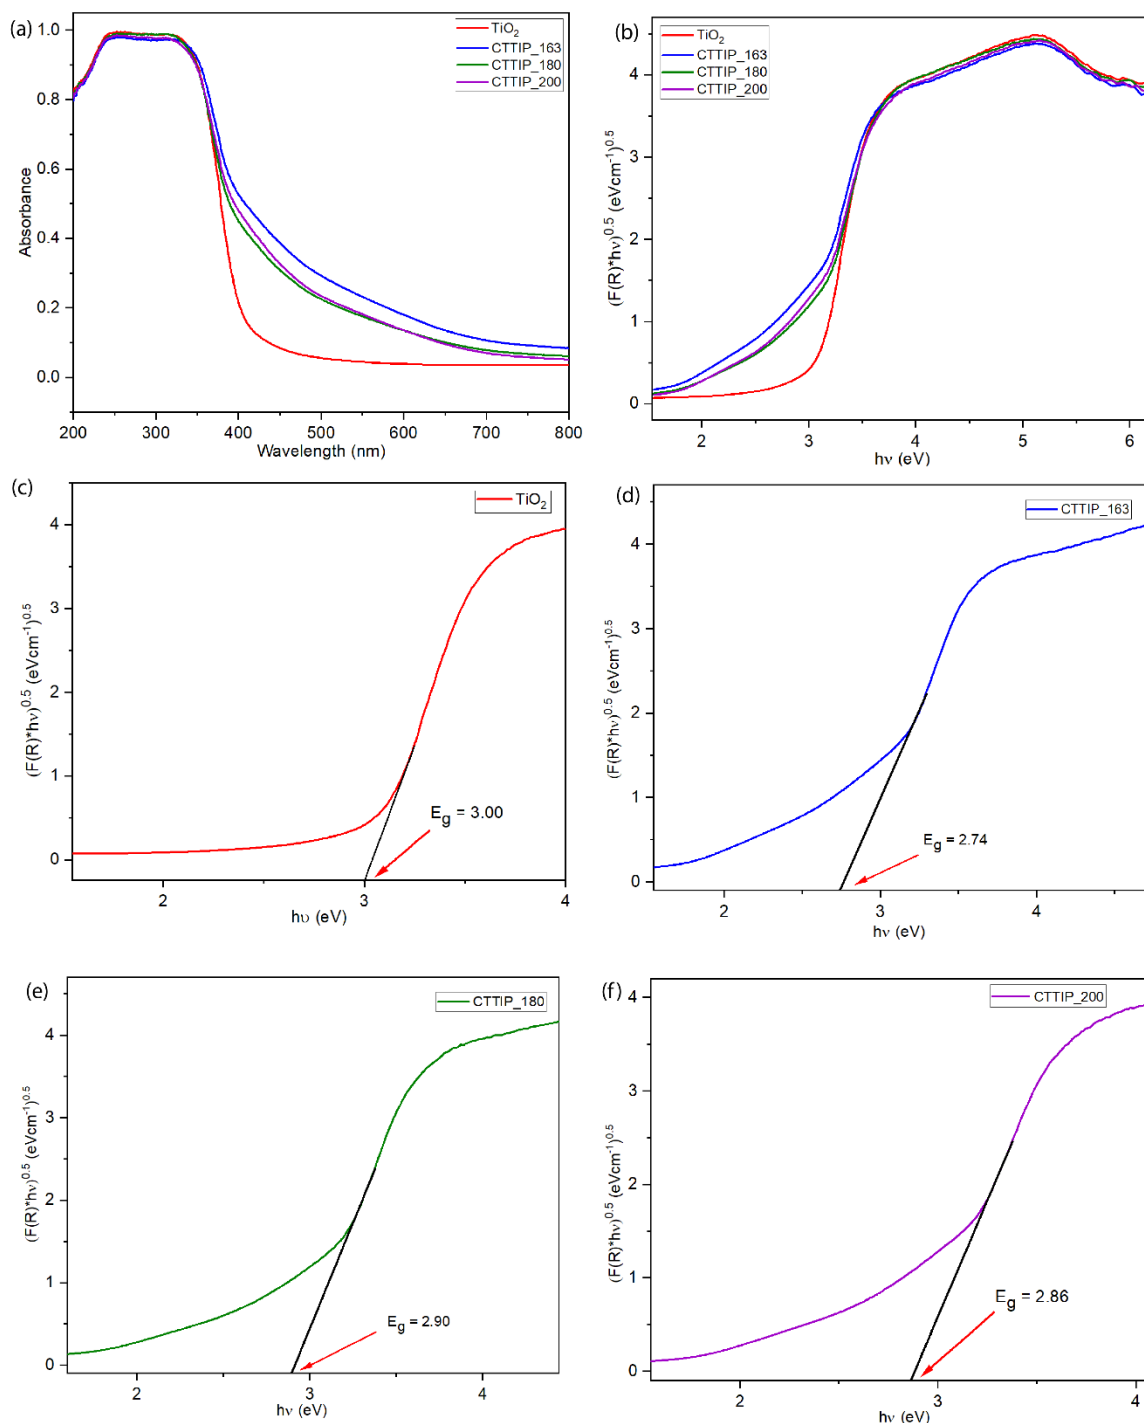 (a)
TiO2
CTTIP_163
CTTIP_180
CTTIP_200
1.0
0.8
0.6
0.4
0.2
0.0
Absorbance
200 300 400 500 600 700 800
Wavelength (nm)
(b)
TiO2
CTTIP_163
CTTIP_180
CTTIP_200
4
3
2
1
0
(F(R)*hν)^0.5 (eVcm-1)^0.5
2 3 4 5 6
hν (eV)
(c)
TiO2
4
3
2
1
0
(F(R)*hν)^0.5 (eVcm-1)^0.5
Eg = 3.00
2 3 4
hυ (eV)
(d)
CTTIP_163
4
3
2
1
0
(F(R)*hν)^0.5 (eVcm-1)^0.5
Eg = 2.74
2 3 4
hν (eV)
(e)
CTTIP_180
4
3
2
1
0
(F(R)*hν)^0.5 (eVcm-1)^0.5
Eg = 2.90
2 3 4
hν (eV)
(f)
CTTIP_200
4
3
2
1
0
(F(R)*hν)^0.5 (eVcm-1)^0.5
Eg = 2.86
2 3 4
hν (eV)